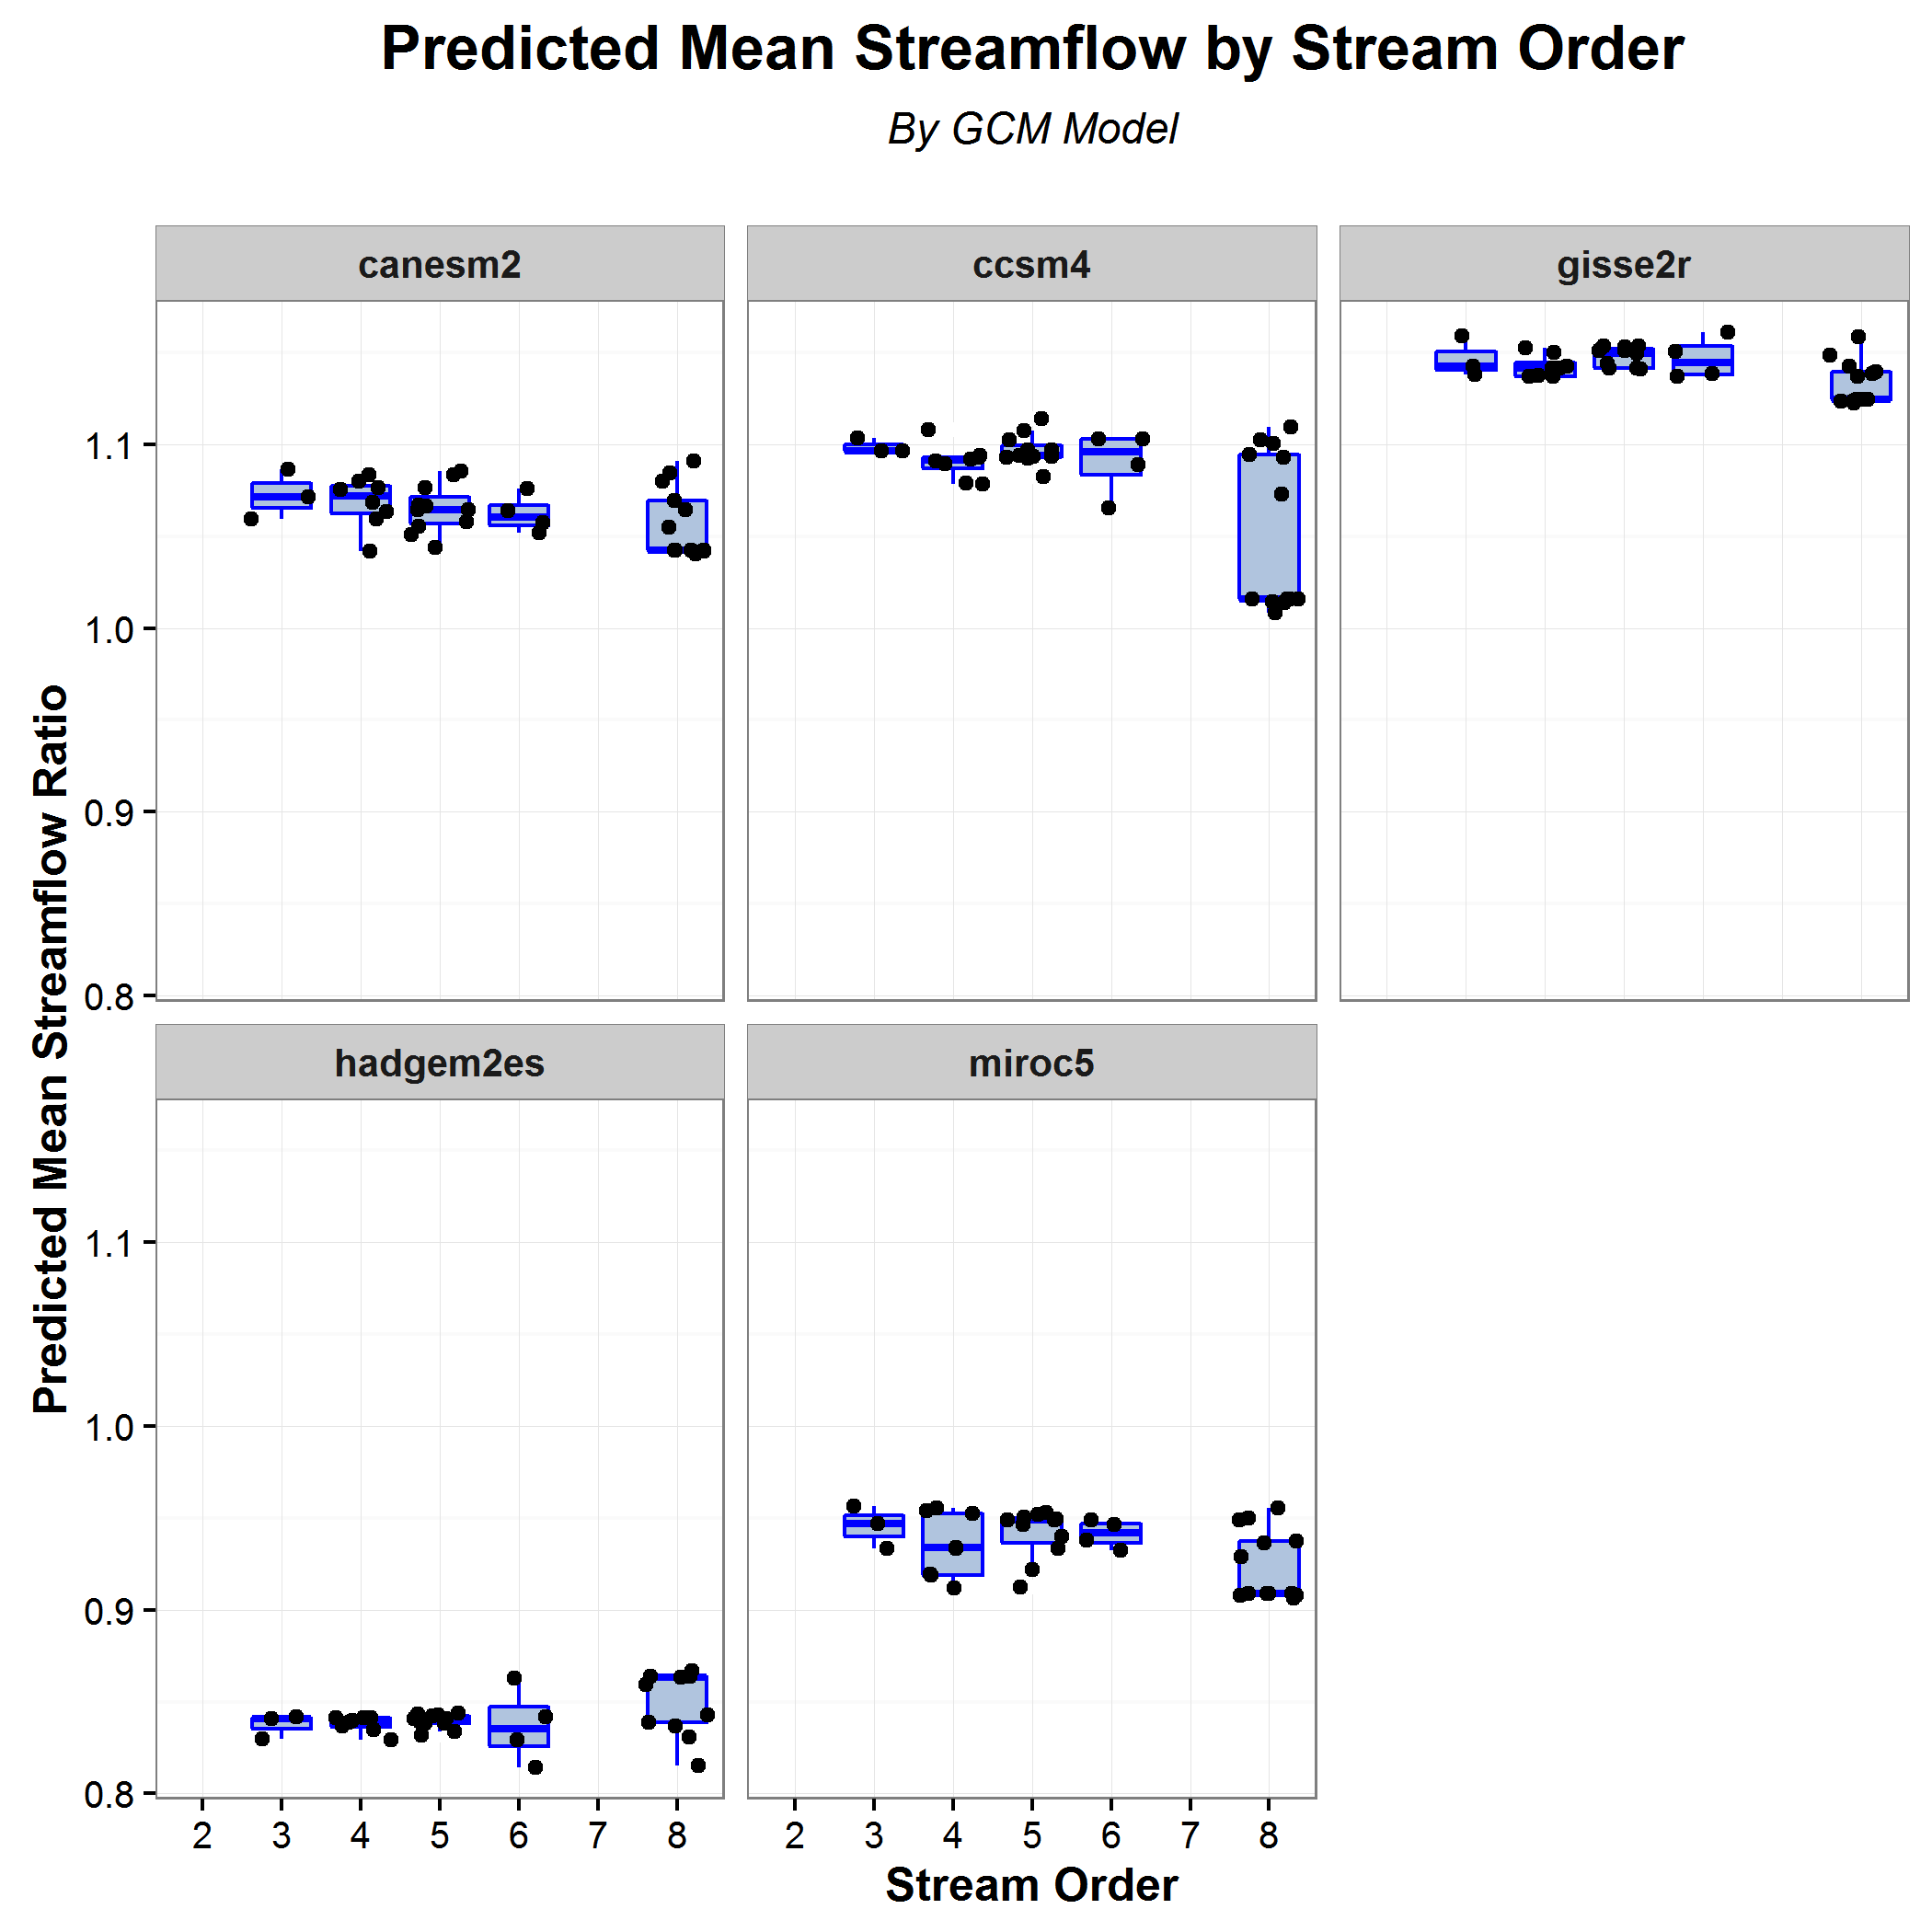 Predicted Mean Streamflow by Stream Order
By GCM Model
canesm2
ccsm4
gisse2r
1.1
1.0
0.9
0.8
Predicted Mean Streamflow Ratio
hadgem2es
miroc5
1.1
1.0
0.9
0.8
2 3 4 5 6 7 8
2 3 4 5 6 7 8
Stream Order